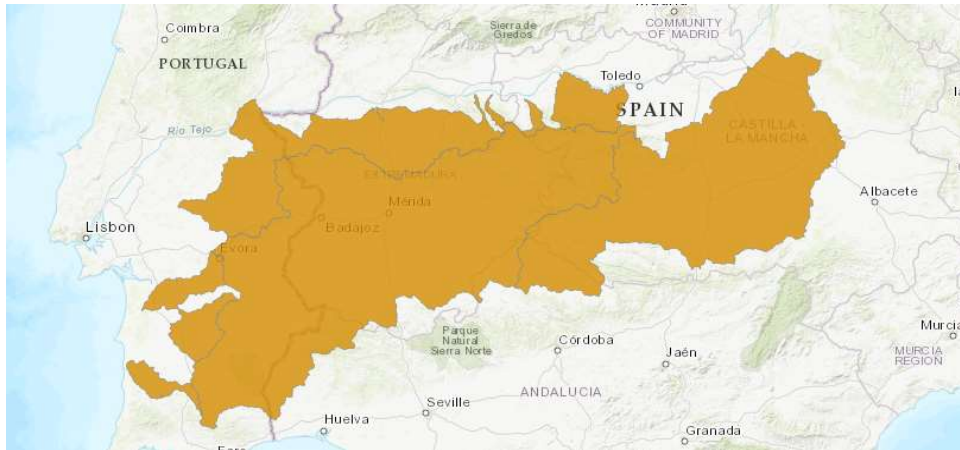 Coimbra
Sierra de
Gredos
COMMUNITY
OF MADRID
PORTUGAL
Toledo
SPAIN
Rio Tejo
CASTILLA -
LA MANCHA
EXTREMADURA
Albacete
Mérida
Badajoz
Lisbon
Evora
Parque
Natural
Sierra Norte
Córdoba
Jaén
Murcia
MURCIA
REGION
ANDALUCIA
Seville
Huelva
Granada